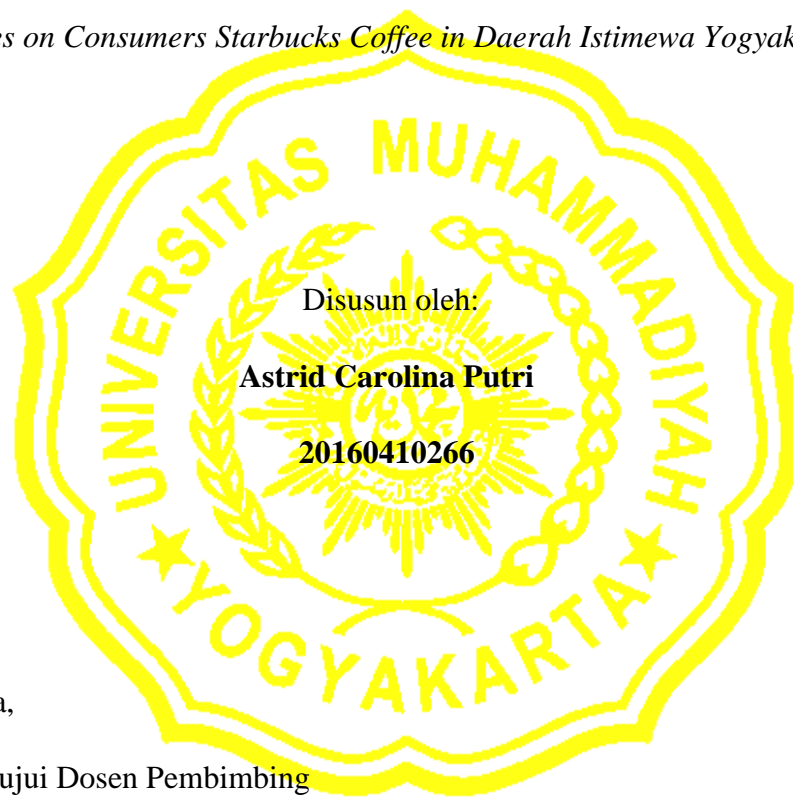 es on Consumers Starbucks Coffee in Daerah Istimewa Yogyak
UNIVERSITAS MUHAMMADIYAH
YOGYAKARTA
Disusun oleh:
Astrid Carolina Putri
20160410266
a,
ujui Dosen Pembimbing